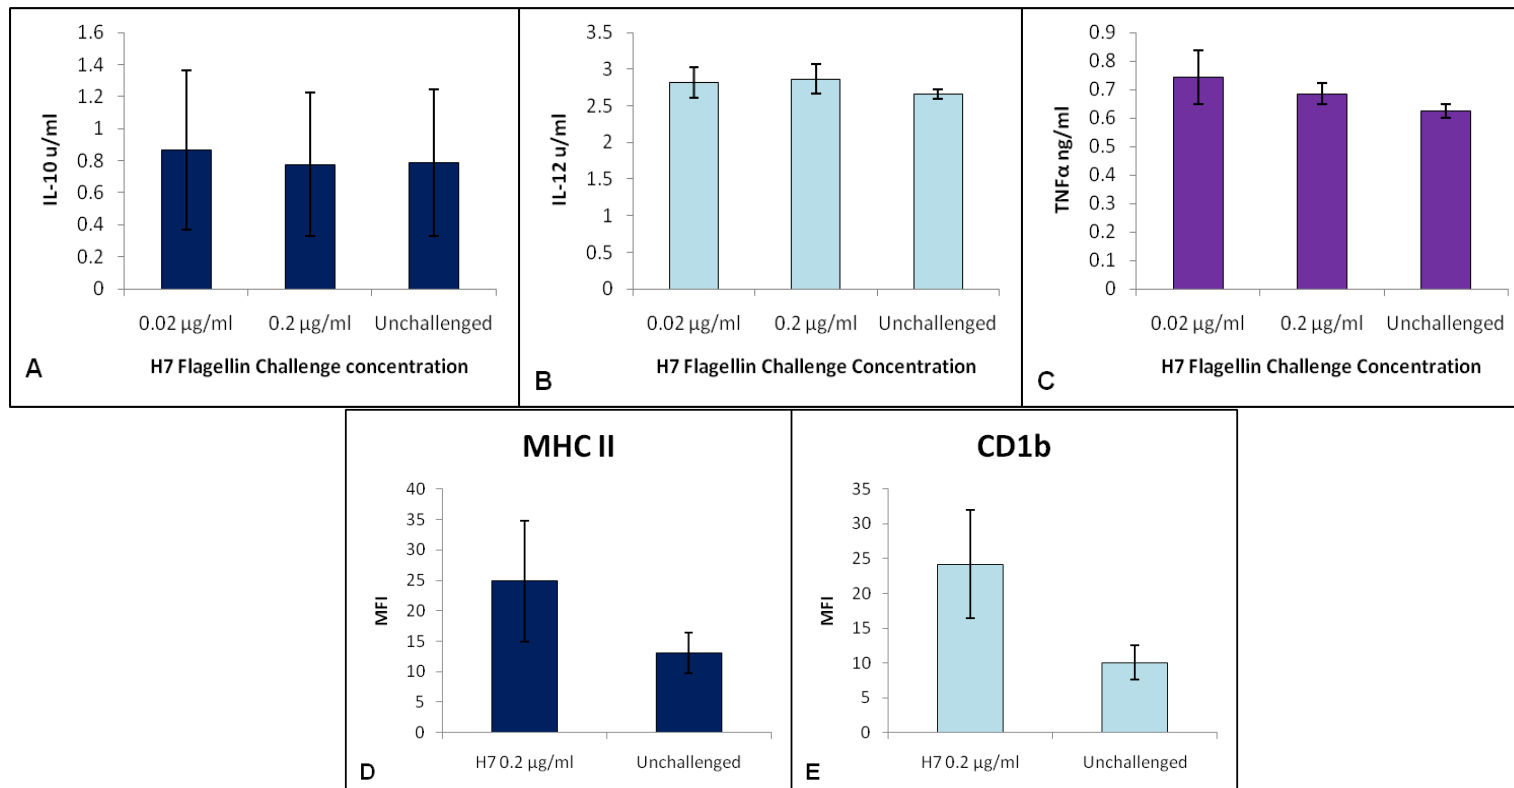 IL-10 u/ml
1.6
1.4
1.2
1
0.8
0.6
0.4
0.2
0
0.02 µg/ml
0.2 µg/ml
Unchallenged
H7 Flagellin Challenge concentration
A
IL-12 u/ml
3.5
3
2.5
2
1.5
1
0.5
0
0.02 µg/ml
0.2 µg/ml
Unchallenged
H7 Flagellin Challenge Concentration
B
TNFα ng/ml
0.9
0.8
0.7
0.6
0.5
0.4
0.3
0.2
0.1
0
0.02 µg/ml
0.2 µg/ml
Unchallenged
H7 Flagellin Challenge Concentration
C
MHC II
MFI
40
35
30
25
20
15
10
5
0
H7 0.2 µg/ml
Unchallenged
D
CD1b
MFI
35
30
25
20
15
10
5
0
H7 0.2 µg/ml
Unchallenged
E